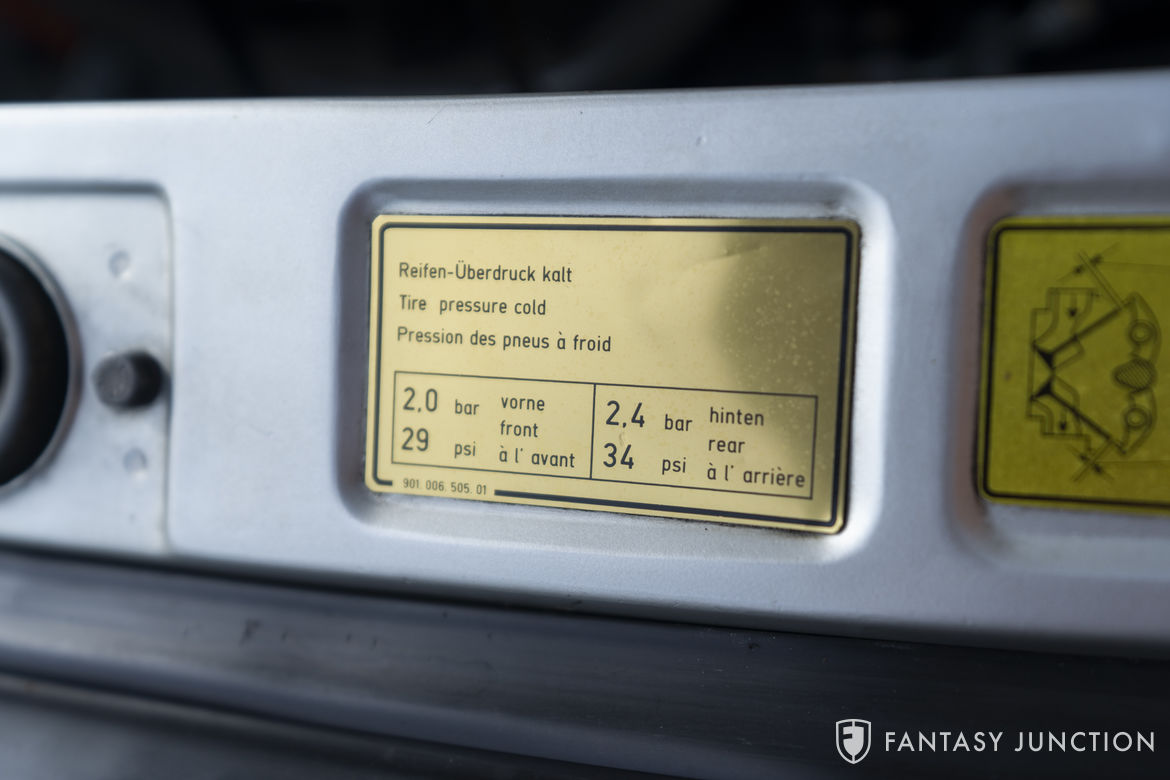 Reifen-Überdruck kalt
Tire pressure cold
Pression des pneus à froid
2,0 bar vorne
front
29 psi à l' avant
2,4 bar hinten
rear
34 psi à l' arrière
901. 006. 505. 01
FANTASY JUNCTION